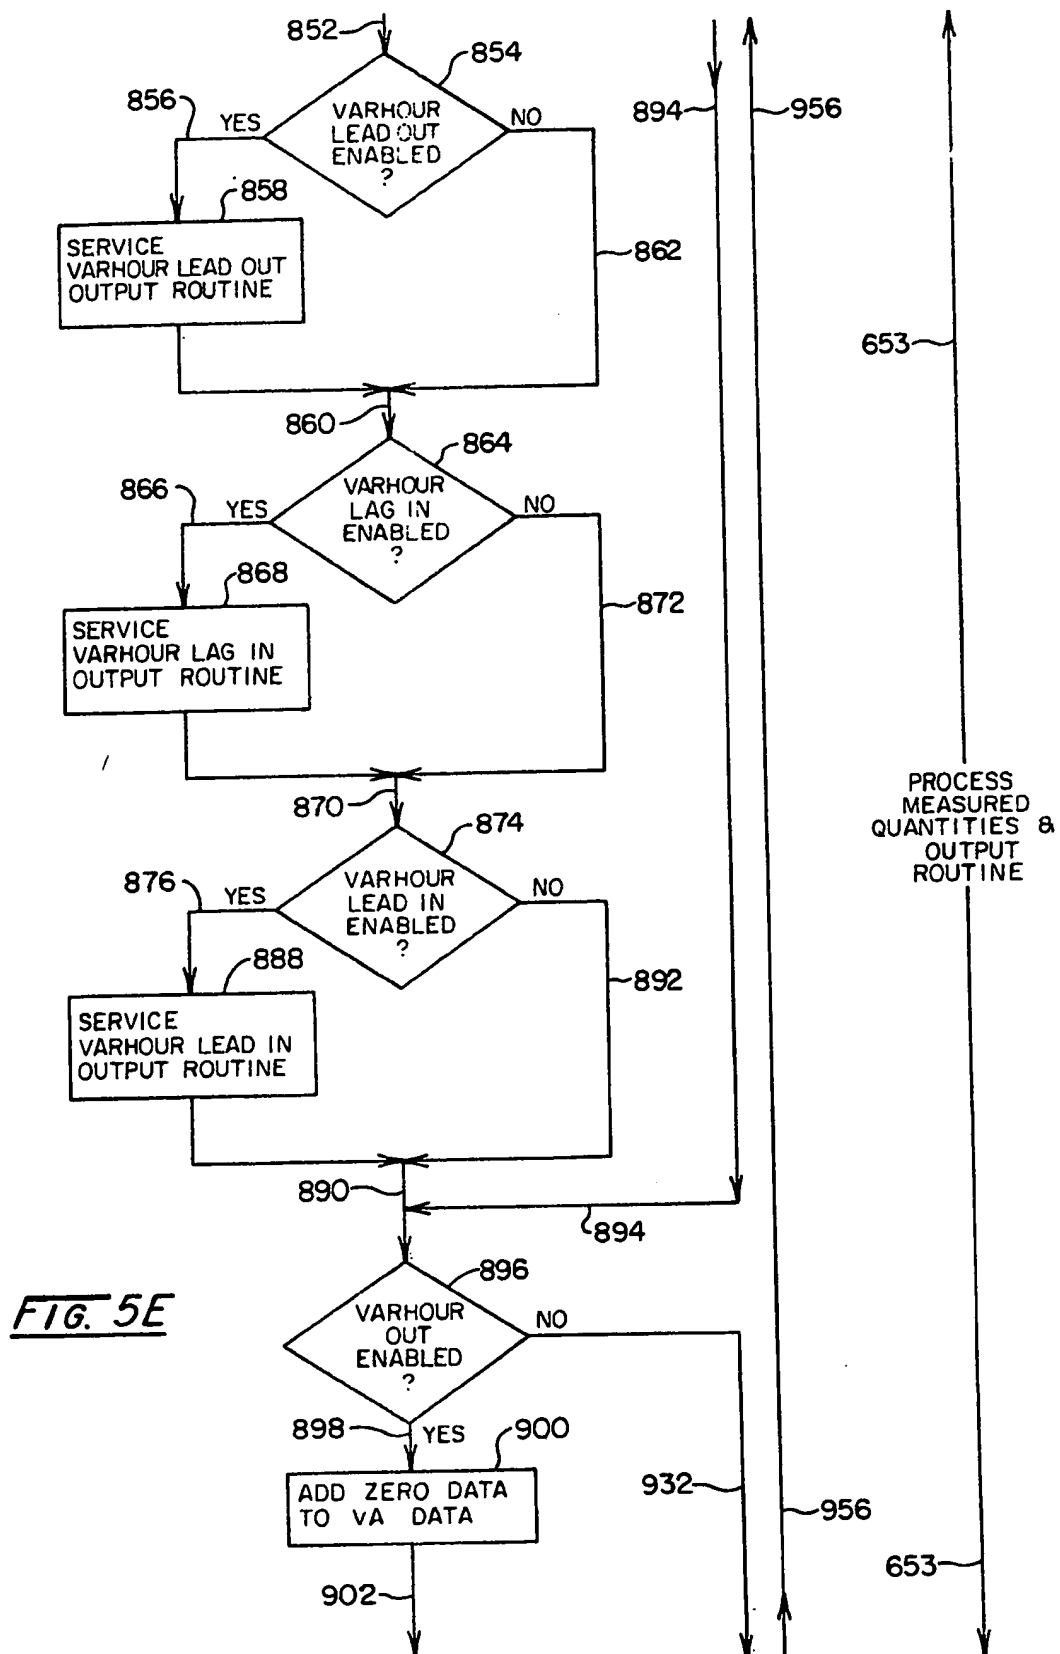 852
854
856
YES
VARHOUR
LEAD OUT
ENABLED
?
NO
894
956
858
SERVICE
VARHOUR LEAD OUT
OUTPUT ROUTINE
862
653
860
864
866
YES
VARHOUR
LAG IN
ENABLED
?
NO
868
SERVICE
VARHOUR LAG IN
OUTPUT ROUTINE
872
870
874
PROCESS
MEASURED
QUANTITIES &
OUTPUT
ROUTINE
876
YES
VARHOUR
LEAD IN
ENABLED
?
NO
888
SERVICE
VARHOUR LEAD IN
OUTPUT ROUTINE
892
890
894
896
FIG. 5E
VARHOUR
OUT
ENABLED
?
NO
898
YES
900
ADD ZERO DATA
TO VA DATA
932
956
902
653